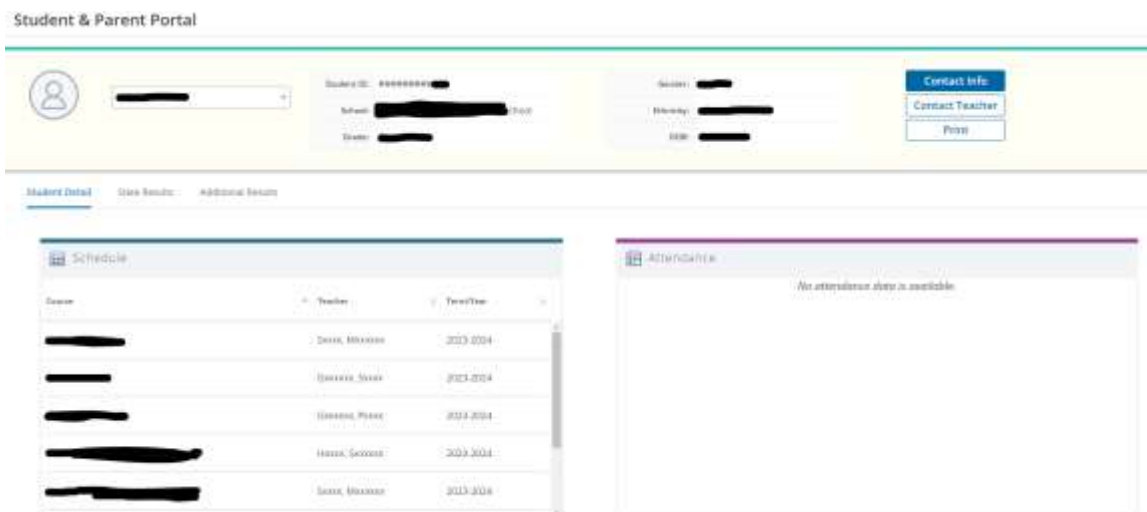 Student & Parent Portal
Student ID: #########
School:
Grade:
Gender:
Ethnicity:
DOB:
Contact Info
Contact Teacher
Print
Student Detail State Results Additional Results
Schedule
Course Teacher Term/Year
2023-2024
2023-2024
2023-2024
2023-2024
2023-2024
Attendance
No attendance data is available.